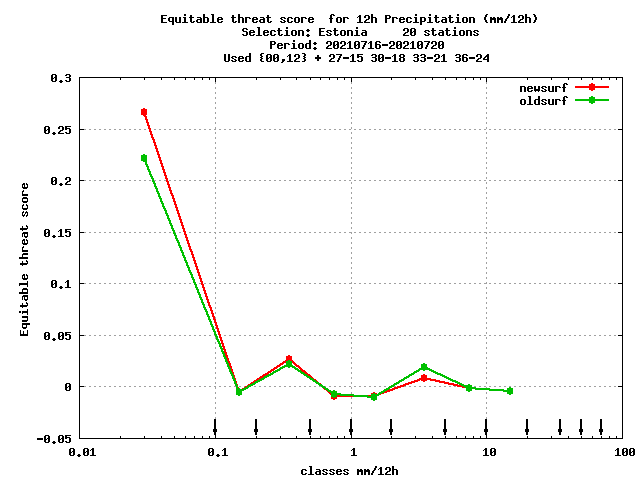 Equitable threat score  for 12h Precipitation (mm/12h)
Selection: Estonia     20 stations
Period: 20210716-20210720
Used {00,12} + 27-15 30-18 33-21 36-24
newsurf
oldsurf
Equitable threat score
0.3
0.25
0.2
0.15
0.1
0.05
0
-0.05
0.01 0.1 1 10 100
classes mm/12h